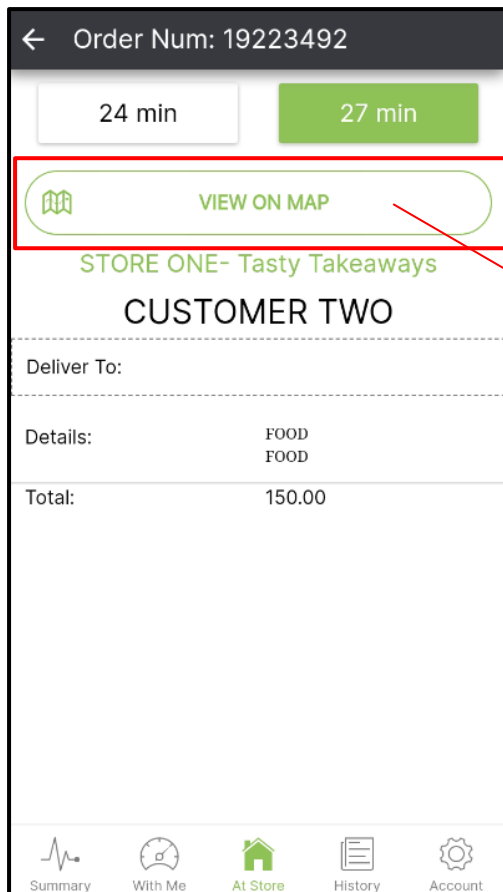 Order Num: 19223492
24 min 27 min
VIEW ON MAP
STORE ONE- Tasty Takeaways
CUSTOMER TWO
Deliver To:
Details: FOOD
FOOD
Total: 150.00
Summary With Me At Store History Account